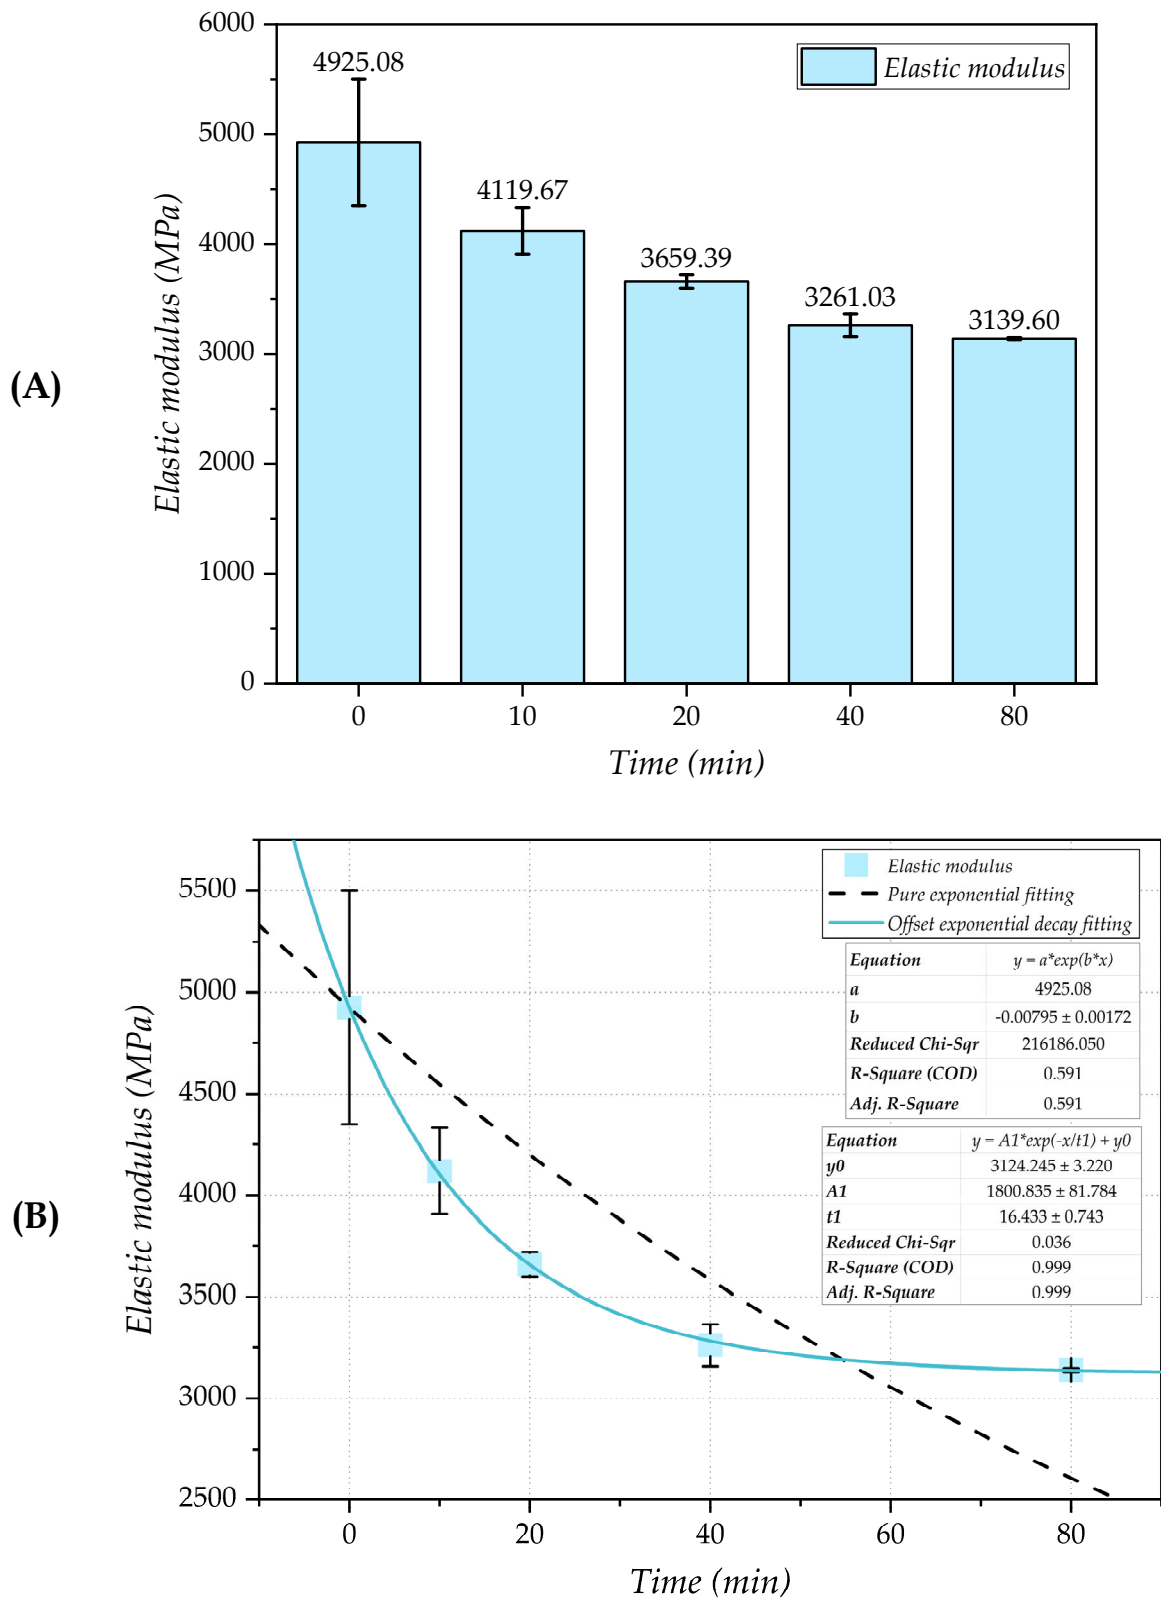 (A)
Elastic modulus (MPa)
6000
5000
4000
3000
2000
1000
0
Elastic modulus
4925.08
4119.67
3659.39
3261.03
3139.60
0 10 20 40 80
Time (min)
(B)
Elastic modulus (MPa)
5500
5000
4500
4000
3500
3000
2500
Elastic modulus
Pure exponential fitting
Offset exponential decay fitting
Equation y = a*exp(b*x)
a 4925.08
b -0.00795 ± 0.00172
Reduced Chi-Sqr 216186.050
R-Square (COD) 0.591
Adj. R-Square 0.591
Equation y = A1*exp(-x/t1) + y0
y0 3124.245 ± 3.220
A1 1800.835 ± 81.784
t1 16.433 ± 0.743
Reduced Chi-Sqr 0.036
R-Square (COD) 0.999
Adj. R-Square 0.999
0 20 40 60 80
Time (min)